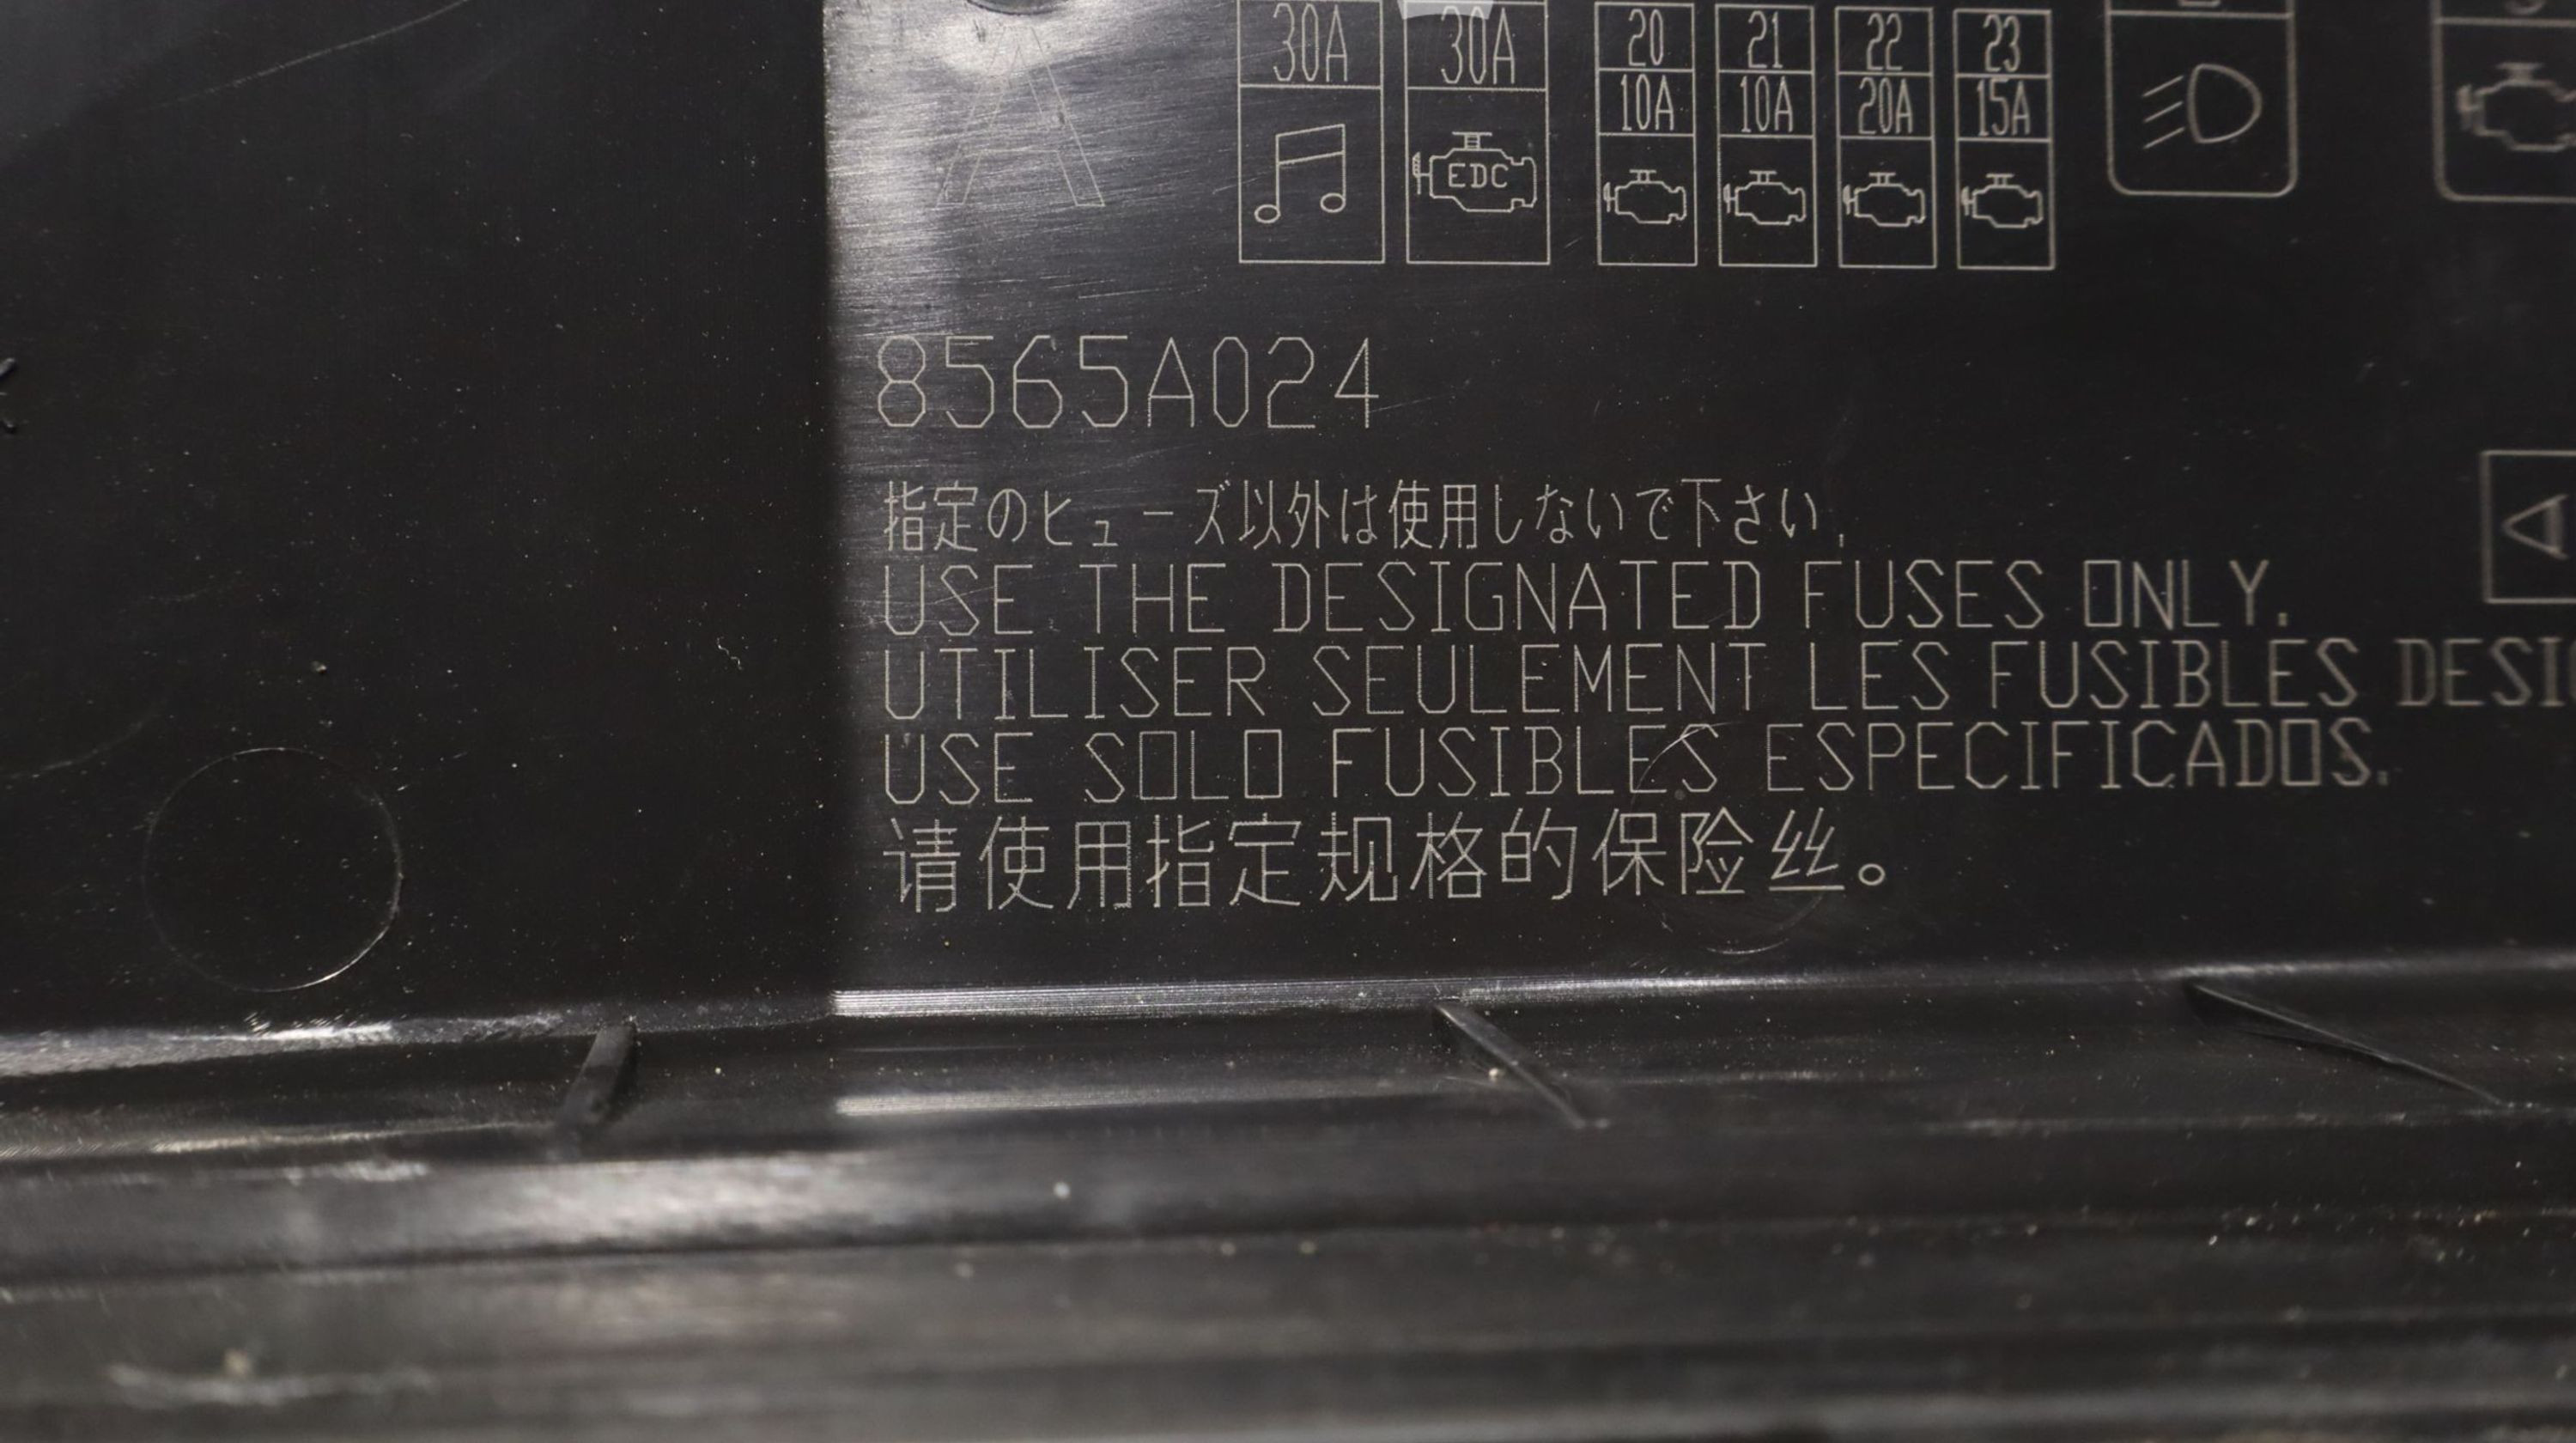 30A 30A 20 21 22 23
10A 10A 20A 15A
EDC
8565A024
指定のヒューズ以外は使用しないで下さい.
USE THE DESIGNATED FUSES ONLY.
UTILISER SEULEMENT LES FUSIBLES
USE SOLO FUSIBLES ESPECIFICADOS.
请使用指定规格的保险丝。